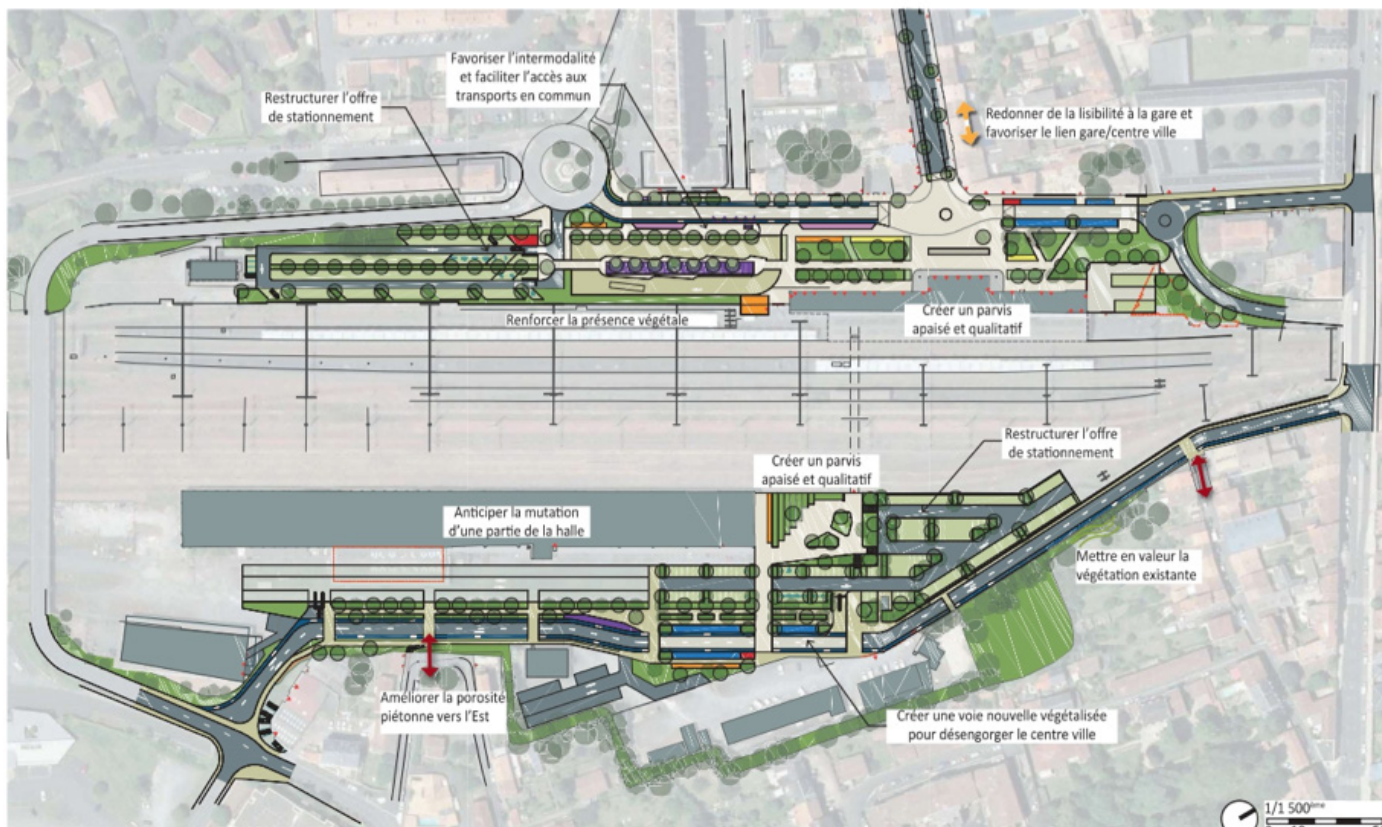 Favoriser l'intermodalité
et faciliter l'accès aux
transports en commun
Restructurer l'offre
de stationnement
Redonner de la lisibilité à la gare et
favoriser le lien gare/centre ville
Renforcer la présence végétale
Créer un parvis
apaisé et qualitatif
Restructurer l'offre
de stationnement
Créer un parvis
apaisé et qualitatif
Anticiper la mutation
d'une partie de la halle
Mettre en valeur la
végétation existante
Améliorer la porosité
piétonne vers l'Est
Créer une voie nouvelle végétalisée
pour désengorger le centre ville
1/1 500ème